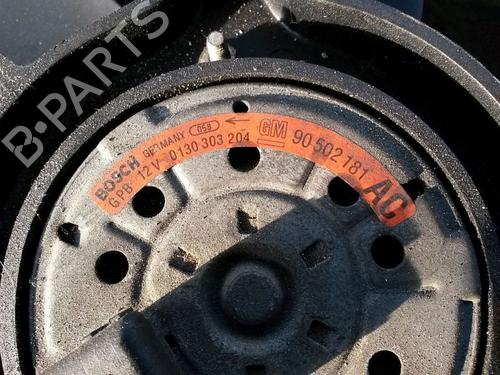 BOSCH GERMANY 059 ← GM 90 502 181 AC
GPB 12V 0130 303 204
B-PARTS